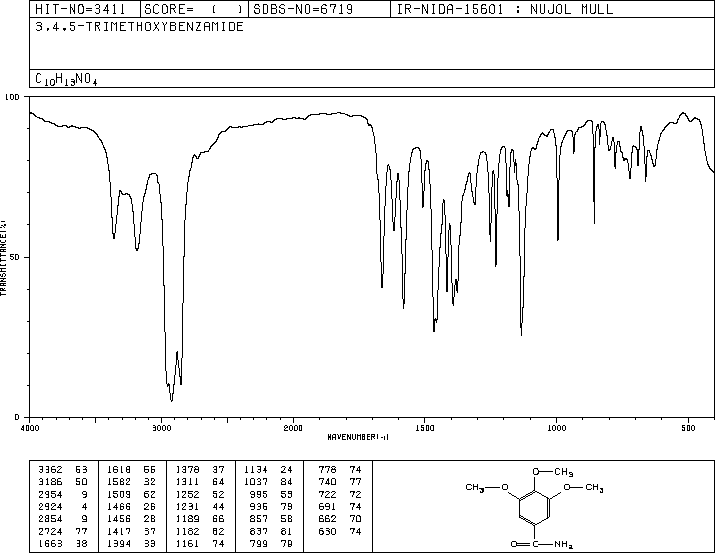 HIT-NO=3411 SCORE= ( ) SDBS-NO=6719 IR-NIDA-15601 : NUJOL MULL
3,4,5-TRIMETHOXYBENZAMIDE
C10H13NO4
100
50
0
TRANSMITTANCE(%)
4000 3000 2000 1500 1000 500
WAVENUMBER(-1)
3362 53 1618 56 1378 37 1134 24 778 74
3186 50 1582 32 1311 64 1037 84 740 77
2954 9 1509 62 1252 52 995 53 722 72
2924 4 1466 26 1231 44 936 79 691 74
2854 9 1456 28 1189 66 857 58 662 70
2724 77 1417 37 1182 62 837 81 630 74
1663 38 1394 33 1161 74 799 79
O—CH3
CH3—O O—CH3
O=C—NH2